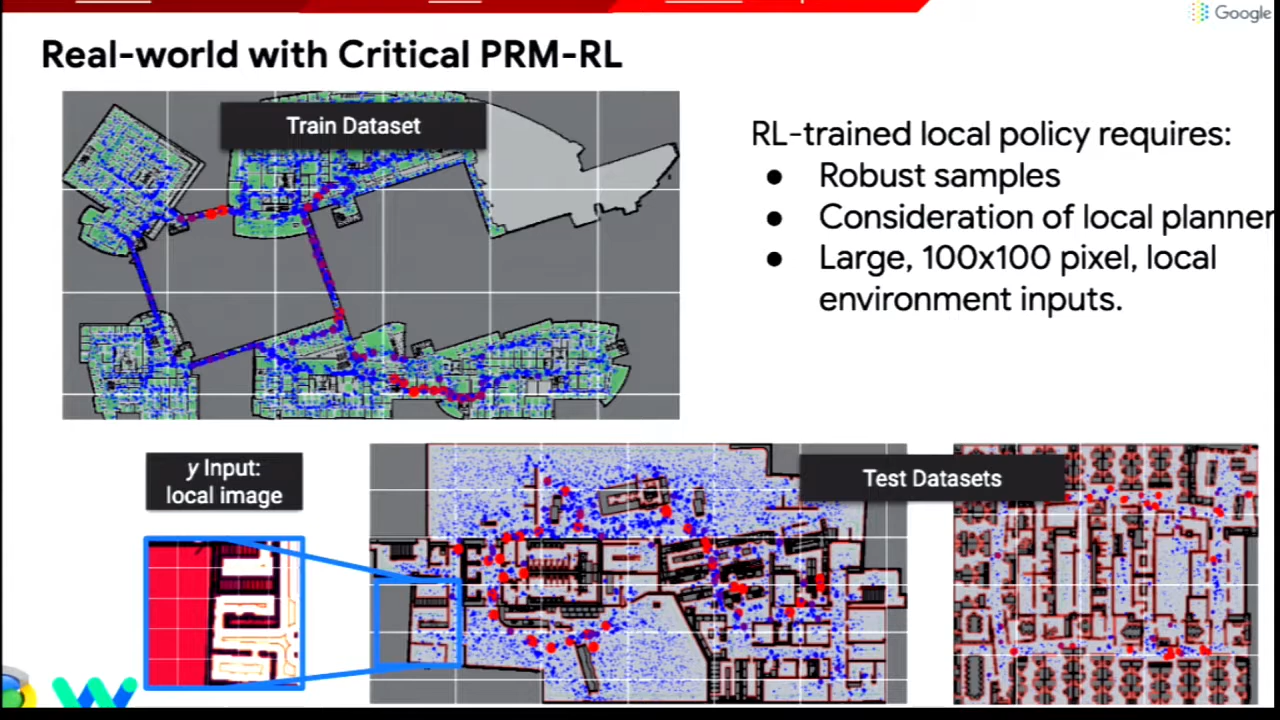 Google
Real-world with Critical PRM-RL
Train Dataset
RL-trained local policy requires:
● Robust samples
● Consideration of local planner
● Large, 100x100 pixel, local
environment inputs.
y Input:
local image
Test Datasets